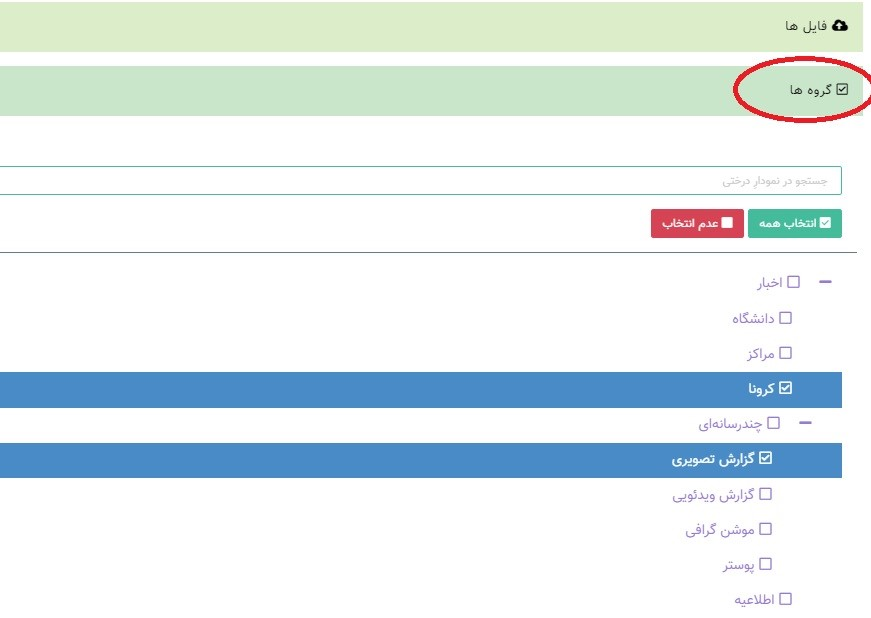 فایل ها
گروه ها
جستجو در نمودار درختی
انتخاب همه
عدم انتخاب
اخبار
دانشگاه
مراکز
کرونا
چندرسانه‌ای
گزارش تصویری
گزارش ویدئویی
موشن گرافی
پوستر
اطلاعیه